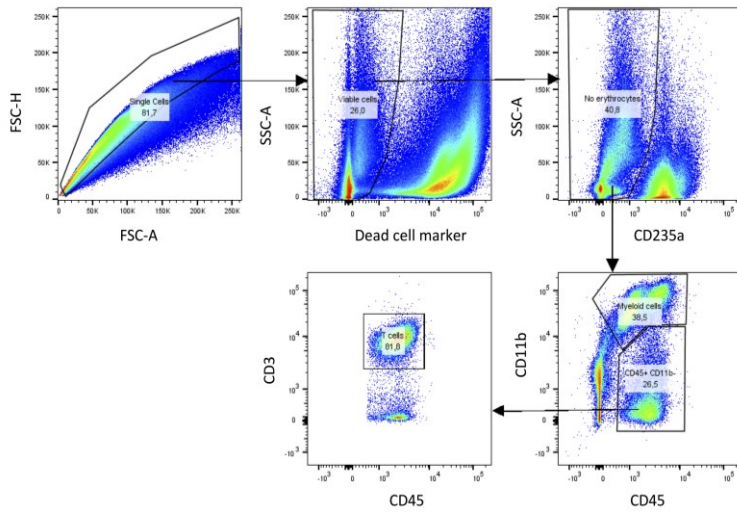 250K
200K
150K
100K
50K
0
FSC-H
Single Cells
81,7
0
50K
100K
150K
200K
250K
FSC-A
250K
200K
150K
100K
50K
0
SSC-A
Viable cells
26,0
-10³
0
10³
10⁴
10⁵
Dead cell marker
250K
200K
150K
100K
50K
0
SSC-A
No erythrocytes
40,8
-10³
0
10³
10⁴
10⁵
CD235a
10⁵
10⁴
10³
0
-10³
CD3
T cells
81,8
-10³
0
10³
10⁴
10⁵
CD45
10⁵
10⁴
10³
0
-10³
CD11b
Myeloid cells
38,5
CD45+ CD11b-
26,5
-10³
0
10³
10⁴
10⁵
CD45